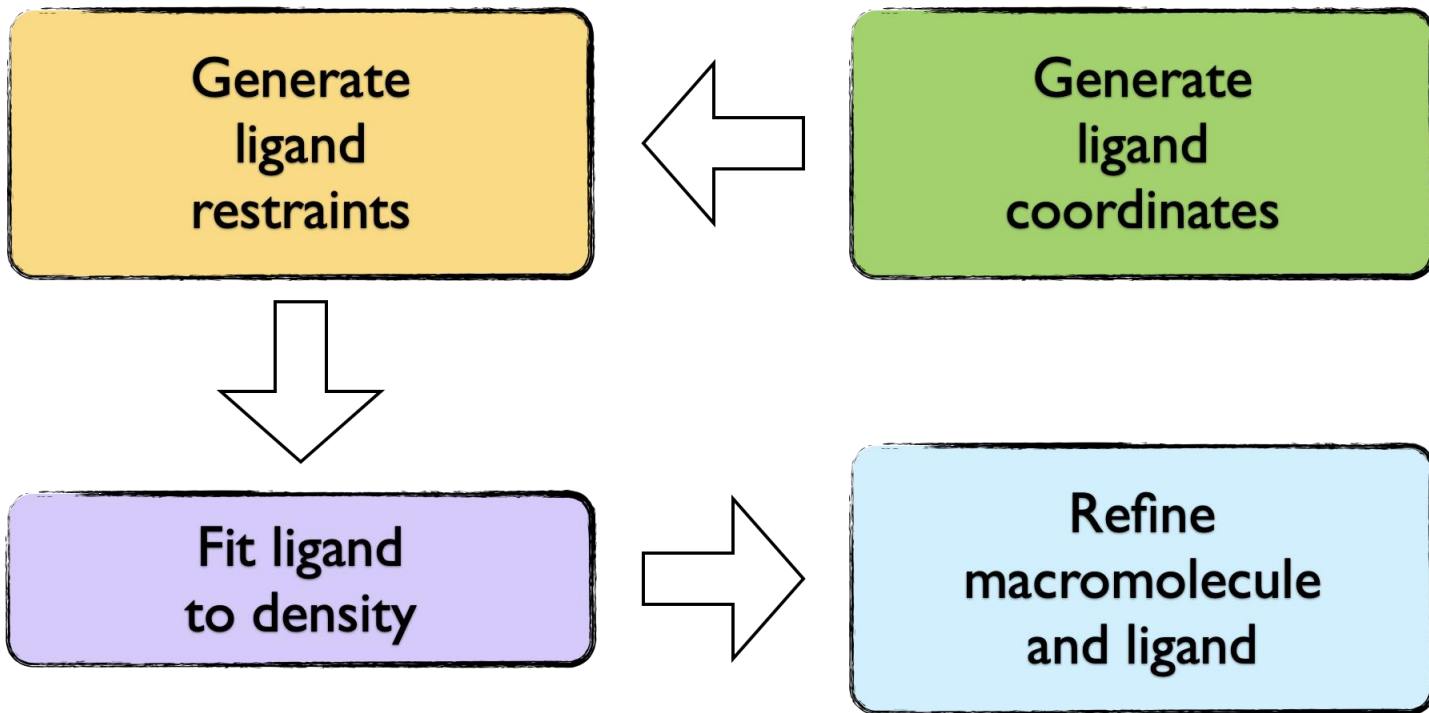 Generate
ligand
restraints
Generate
ligand
coordinates
Fit ligand
to density
Refine
macromolecule
and ligand